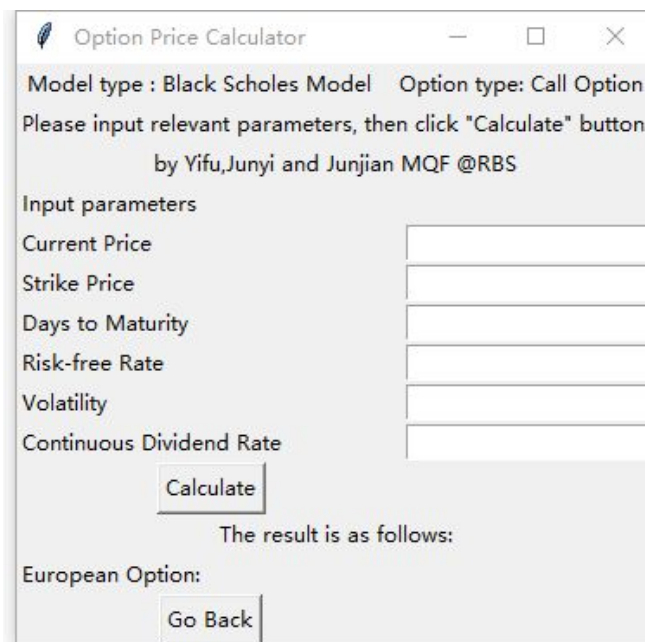 Option Price Calculator
Model type : Black Scholes Model    Option type: Call Option
Please input relevant parameters, then click "Calculate" button
by Yifu,Junyi and Junjian MQF @RBS
Input parameters
Current Price
Strike Price
Days to Maturity
Risk-free Rate
Volatility
Continuous Dividend Rate
Calculate
The result is as follows:
European Option:
Go Back